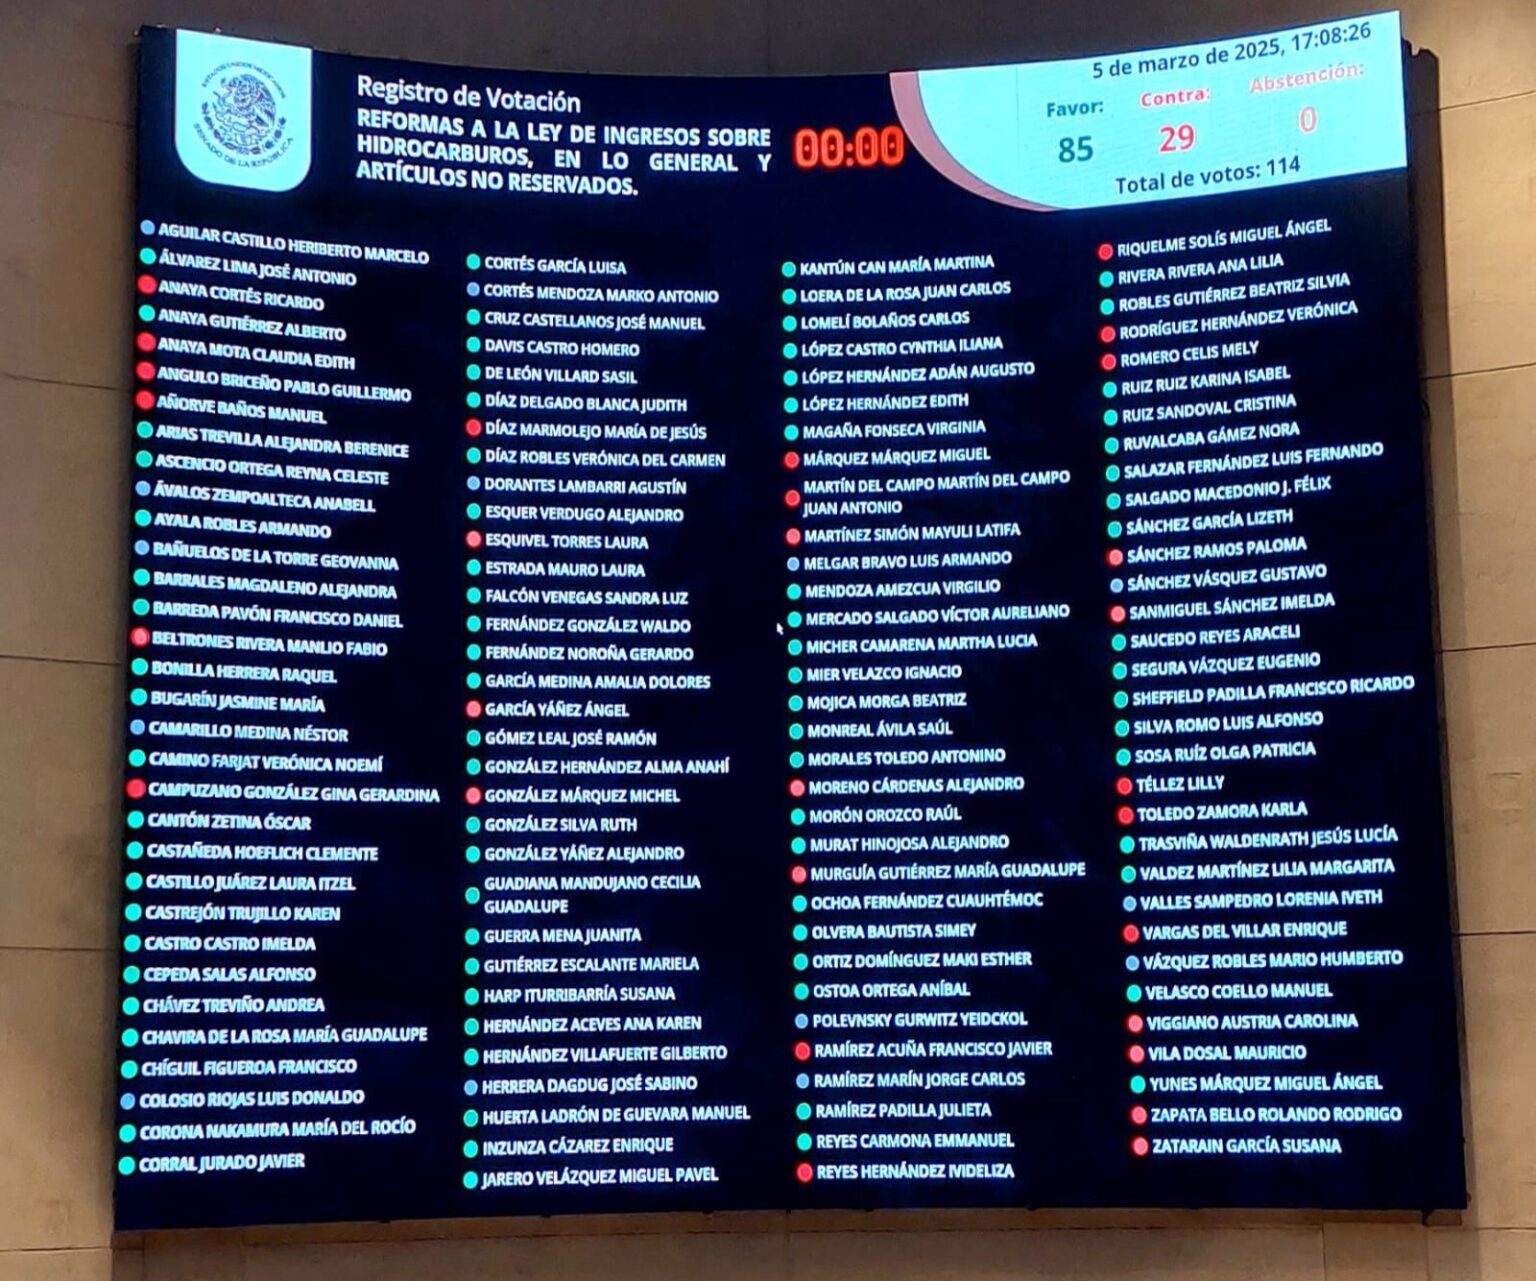 ESTADOS UNIDOS MEXICANOS
SENADO DE LA REPÚBLICA
Registro de Votación
REFORMAS A LA LEY DE INGRESOS SOBRE
HIDROCARBUROS, EN LO GENERAL Y
ARTÍCULOS NO RESERVADOS.
00:00
5 de marzo de 2025, 17:08:26
Favor:
Contra:
Abstención:
85
29
0
Total de votos: 114
AGUILAR CASTILLO HERIBERTO MARCELO
ÁLVAREZ LIMA JOSÉ ANTONIO
ANAYA CORTÉS RICARDO
ANAYA GUTIÉRREZ ALBERTO
ANAYA MOTA CLAUDIA EDITH
ANGULO BRICEÑO PABLO GUILLERMO
AÑORVE BAÑOS MANUEL
ARIAS TREVILLA ALEJANDRA BERENICE
ASCENCIO ORTEGA REYNA CELESTE
ÁVALOS ZEMPOALTECA ANABELL
AYALA ROBLES ARMANDO
BAÑUELOS DE LA TORRE GEOVANNA
BARRALES MAGDALENO ALEJANDRA
BARREDA PAVÓN FRANCISCO DANIEL
BELTRONES RIVERA MANLIO FABIO
BONILLA HERRERA RAQUEL
BUGARÍN JASMINE MARÍA
CAMARILLO MEDINA NÉSTOR
CAMINO FARJAT VERÓNICA NOEMÍ
CAMPUZANO GONZÁLEZ GINA GERARDINA
CANTÓN ZETINA ÓSCAR
CASTAÑEDA HOEFLICH CLEMENTE
CASTILLO JUÁREZ LAURA ITZEL
CASTREJÓN TRUJILLO KAREN
CASTRO CASTRO IMELDA
CEPEDA SALAS ALFONSO
CHÁVEZ TREVIÑO ANDREA
CHAVIRA DE LA ROSA MARÍA GUADALUPE
CHÍGUIL FIGUEROA FRANCISCO
COLOSIO RIOJAS LUIS DONALDO
CORONA NAKAMURA MARÍA DEL ROCÍO
CORRAL JURADO JAVIER
CORTÉS GARCÍA LUISA
CORTÉS MENDOZA MARKO ANTONIO
CRUZ CASTELLANOS JOSÉ MANUEL
DAVIS CASTRO HOMERO
DE LEÓN VILLARD SASIL
DÍAZ DELGADO BLANCA JUDITH
DÍAZ MARMOLEJO MARÍA DE JESÚS
DÍAZ ROBLES VERÓNICA DEL CARMEN
DORANTES LAMBARRI AGUSTÍN
ESQUER VERDUGO ALEJANDRO
ESQUIVEL TORRES LAURA
ESTRADA MAURO LAURA
FALCÓN VENEGAS SANDRA LUZ
FERNÁNDEZ GONZÁLEZ WALDO
FERNÁNDEZ NOROÑA GERARDO
GARCÍA MEDINA AMALIA DOLORES
GARCÍA YÁÑEZ ÁNGEL
GÓMEZ LEAL JOSÉ RAMÓN
GONZÁLEZ HERNÁNDEZ ALMA ANAHÍ
GONZÁLEZ MÁRQUEZ MICHEL
GONZÁLEZ SILVA RUTH
GONZÁLEZ YÁÑEZ ALEJANDRO
GUADIANA MANDUJANO CECILIA
GUADALUPE
GUERRA MENA JUANITA
GUTIÉRREZ ESCALANTE MARIELA
HARP ITURRIBARRÍA SUSANA
HERNÁNDEZ ACEVES ANA KAREN
HERNÁNDEZ VILLAFUERTE GILBERTO
HERRERA DAGDUG JOSÉ SABINO
HUERTA LADRÓN DE GUEVARA MANUEL
INZUNZA CÁZAREZ ENRIQUE
JARERO VELÁZQUEZ MIGUEL PAVEL
KANTÚN CAN MARÍA MARTINA
LOERA DE LA ROSA JUAN CARLOS
LOMELÍ BOLAÑOS CARLOS
LÓPEZ CASTRO CYNTHIA ILIANA
LÓPEZ HERNÁNDEZ ADÁN AUGUSTO
LÓPEZ HERNÁNDEZ EDITH
MAGAÑA FONSECA VIRGINIA
MÁRQUEZ MÁRQUEZ MIGUEL
MARTÍN DEL CAMPO MARTÍN DEL CAMPO
JUAN ANTONIO
MARTÍNEZ SIMÓN MAYULI LATIFA
MELGAR BRAVO LUIS ARMANDO
MENDOZA AMEZCUA VIRGILIO
MERCADO SALGADO VÍCTOR AURELIANO
MICHER CAMARENA MARTHA LUCIA
MIER VELAZCO IGNACIO
MOJICA MORGA BEATRIZ
MONREAL ÁVILA SAÚL
MORALES TOLEDO ANTONINO
MORENO CÁRDENAS ALEJANDRO
MORÓN OROZCO RAÚL
MURAT HINOJOSA ALEJANDRO
MURGUÍA GUTIÉRREZ MARÍA GUADALUPE
OCHOA FERNÁNDEZ CUAUHTÉMOC
OLVERA BAUTISTA SIMEY
ORTIZ DOMÍNGUEZ MAKI ESTHER
OSTOA ORTEGA ANÍBAL
POLEVNSKY GURWITZ YEIDCKOL
RAMÍREZ ACUÑA FRANCISCO JAVIER
RAMÍREZ MARÍN JORGE CARLOS
RAMÍREZ PADILLA JULIETA
REYES CARMONA EMMANUEL
REYES HERNÁNDEZ IVIDELIZA
RIQUELME SOLÍS MIGUEL ÁNGEL
RIVERA RIVERA ANA LILIA
ROBLES GUTIÉRREZ BEATRIZ SILVIA
RODRÍGUEZ HERNÁNDEZ VERÓNICA
ROMERO CELIS MELY
RUIZ RUIZ KARINA ISABEL
RUIZ SANDOVAL CRISTINA
RUVALCABA GÁMEZ NORA
SALAZAR FERNÁNDEZ LUIS FERNANDO
SALGADO MACEDONIO J. FÉLIX
SÁNCHEZ GARCÍA LIZETH
SÁNCHEZ RAMOS PALOMA
SÁNCHEZ VÁSQUEZ GUSTAVO
SANMIGUEL SÁNCHEZ IMELDA
SAUCEDO REYES ARACELI
SEGURA VÁZQUEZ EUGENIO
SHEFFIELD PADILLA FRANCISCO RICARDO
SILVA ROMO LUIS ALFONSO
SOSA RUÍZ OLGA PATRICIA
TÉLLEZ LILLY
TOLEDO ZAMORA KARLA
TRASVIÑA WALDENRATH JESÚS LUCÍA
VALDEZ MARTÍNEZ LILIA MARGARITA
VALLES SAMPEDRO LORENIA IVETH
VARGAS DEL VILLAR ENRIQUE
VÁZQUEZ ROBLES MARIO HUMBERTO
VELASCO COELLO MANUEL
VIGGIANO AUSTRIA CAROLINA
VILA DOSAL MAURICIO
YUNES MÁRQUEZ MIGUEL ÁNGEL
ZAPATA BELLO ROLANDO RODRIGO
ZATARAIN GARCÍA SUSANA